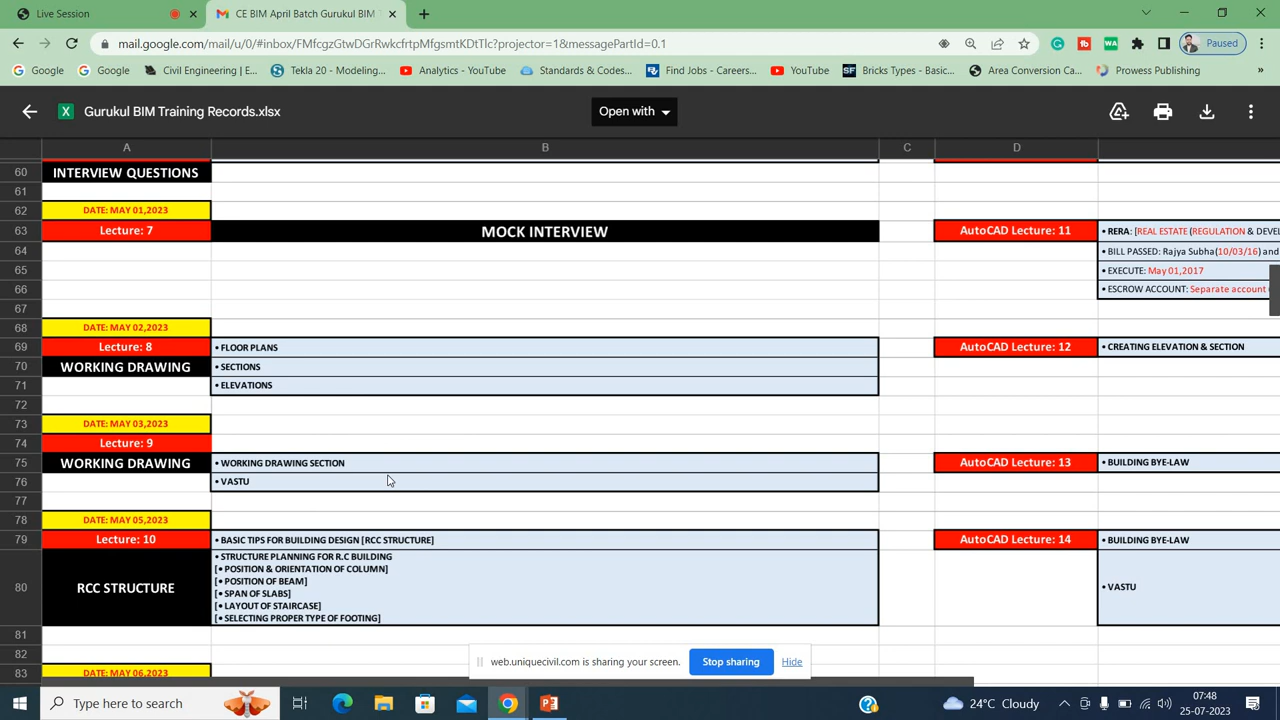 Live Session
CE BIM April Batch Gurukul BIM T
mail.google.com/mail/u/0/#inbox/FMfcgzGtwDGrRwkcfrtpMfgsmtKDtTlc?projector=1&messagePartId=0.1
Paused
Google
Google
Civil Engineering | E...
Tekla 20 - Modeling...
Analytics - YouTube
Standards & Codes...
Find Jobs - Careers...
YouTube
Bricks Types - Basic...
Area Conversion Ca...
Prowess Publishing
Gurukul BIM Training Records.xlsx
Open with
A B C D
60 INTERVIEW QUESTIONS
61
62 DATE: MAY 01,2023
63 Lecture: 7 MOCK INTERVIEW AutoCAD Lecture: 11 • RERA: [REAL ESTATE (REGULATION & DEVEL
64 • BILL PASSED: Rajya Subha(10/03/16) and
65 • EXECUTE: May 01,2017
66 • ESCROW ACCOUNT: Separate account
67
68 DATE: MAY 02,2023
69 Lecture: 8 • FLOOR PLANS AutoCAD Lecture: 12 • CREATING ELEVATION & SECTION
70 WORKING DRAWING • SECTIONS
71 • ELEVATIONS
72
73 DATE: MAY 03,2023
74 Lecture: 9
75 WORKING DRAWING • WORKING DRAWING SECTION AutoCAD Lecture: 13 • BUILDING BYE-LAW
76 • VASTU
77
78 DATE: MAY 05,2023
79 Lecture: 10 • BASIC TIPS FOR BUILDING DESIGN [RCC STRUCTURE] AutoCAD Lecture: 14 • BUILDING BYE-LAW
• STRUCTURE PLANNING FOR R.C BUILDING
[• POSITION & ORIENTATION OF COLUMN]
[• POSITION OF BEAM]
80 RCC STRUCTURE [• SPAN OF SLABS] • VASTU
[• LAYOUT OF STAIRCASE]
[• SELECTING PROPER TYPE OF FOOTING]
81
82
83 DATE: MAY 06,2023
web.uniquecivil.com is sharing your screen. Stop sharing Hide
Type here to search
24°C Cloudy
07:48
25-07-2023